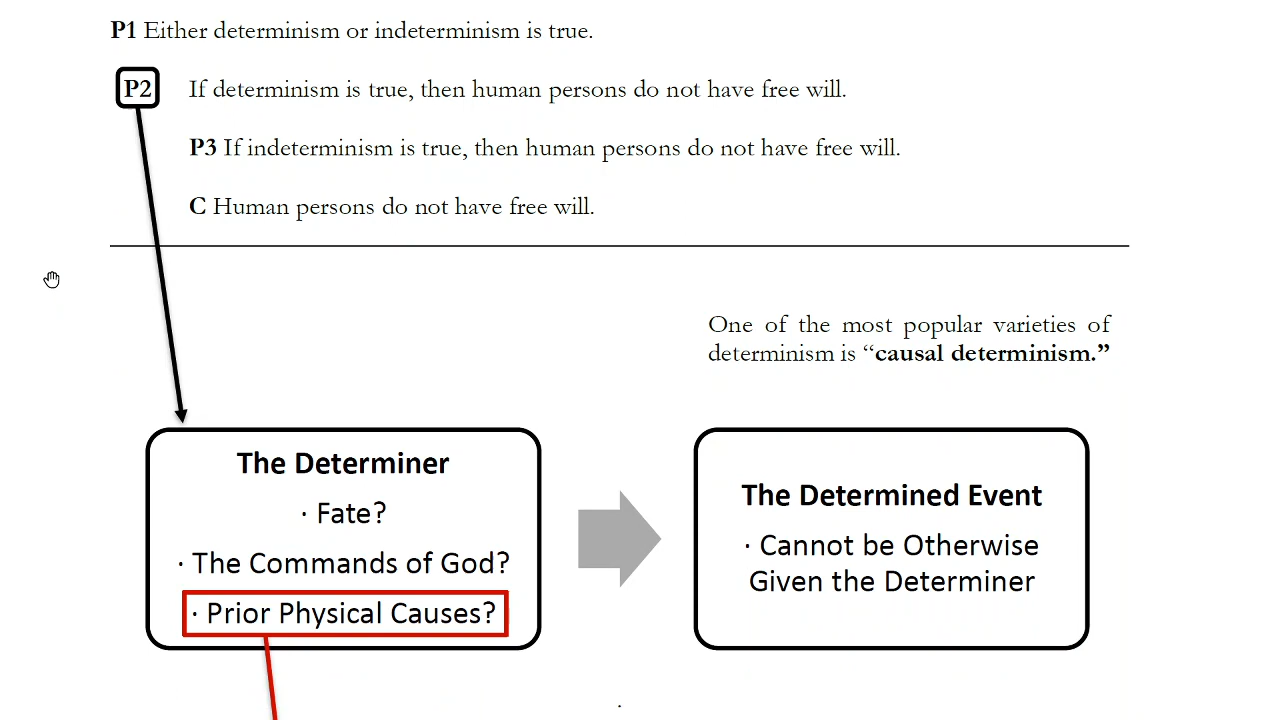 P1 Either determinism or indeterminism is true.
P2 If determinism is true, then human persons do not have free will.
P3 If indeterminism is true, then human persons do not have free will.
C Human persons do not have free will.
One of the most popular varieties of
determinism is “causal determinism.”
The Determiner
· Fate?
· The Commands of God?
· Prior Physical Causes?
The Determined Event
· Cannot be Otherwise
Given the Determiner